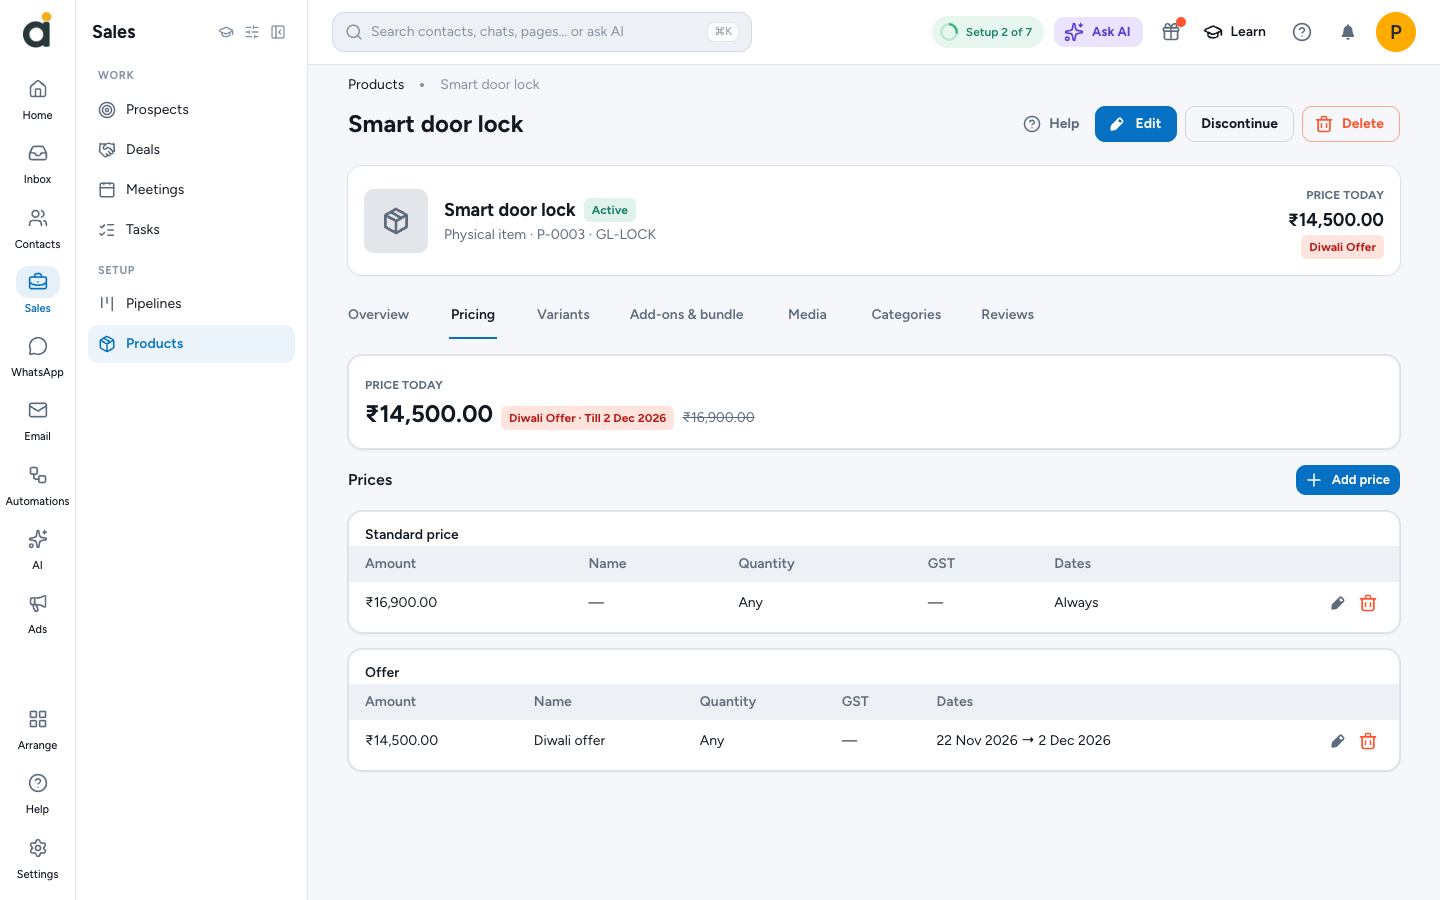 Sales
Search contacts, chats, pages... or ask AI
⌘K
Setup 2 of 7
Ask AI
Learn
P
Home
Inbox
Contacts
Sales
WhatsApp
Email
Automations
AI
Ads
Arrange
Help
Settings
WORK
Prospects
Deals
Meetings
Tasks
SETUP
Pipelines
Products
Products • Smart door lock
Smart door lock
Help
Edit
Discontinue
Delete
Smart door lock Active
Physical item · P-0003 · GL-LOCK
PRICE TODAY
₹14,500.00
Diwali Offer
Overview Pricing Variants Add-ons & bundle Media Categories Reviews
PRICE TODAY
₹14,500.00 Diwali Offer · Till 2 Dec 2026 ₹16,900.00
Prices
Add price
Standard price
Amount Name Quantity GST Dates
₹16,900.00 — Any — Always
Offer
Amount Name Quantity GST Dates
₹14,500.00 Diwali offer Any — 22 Nov 2026 → 2 Dec 2026